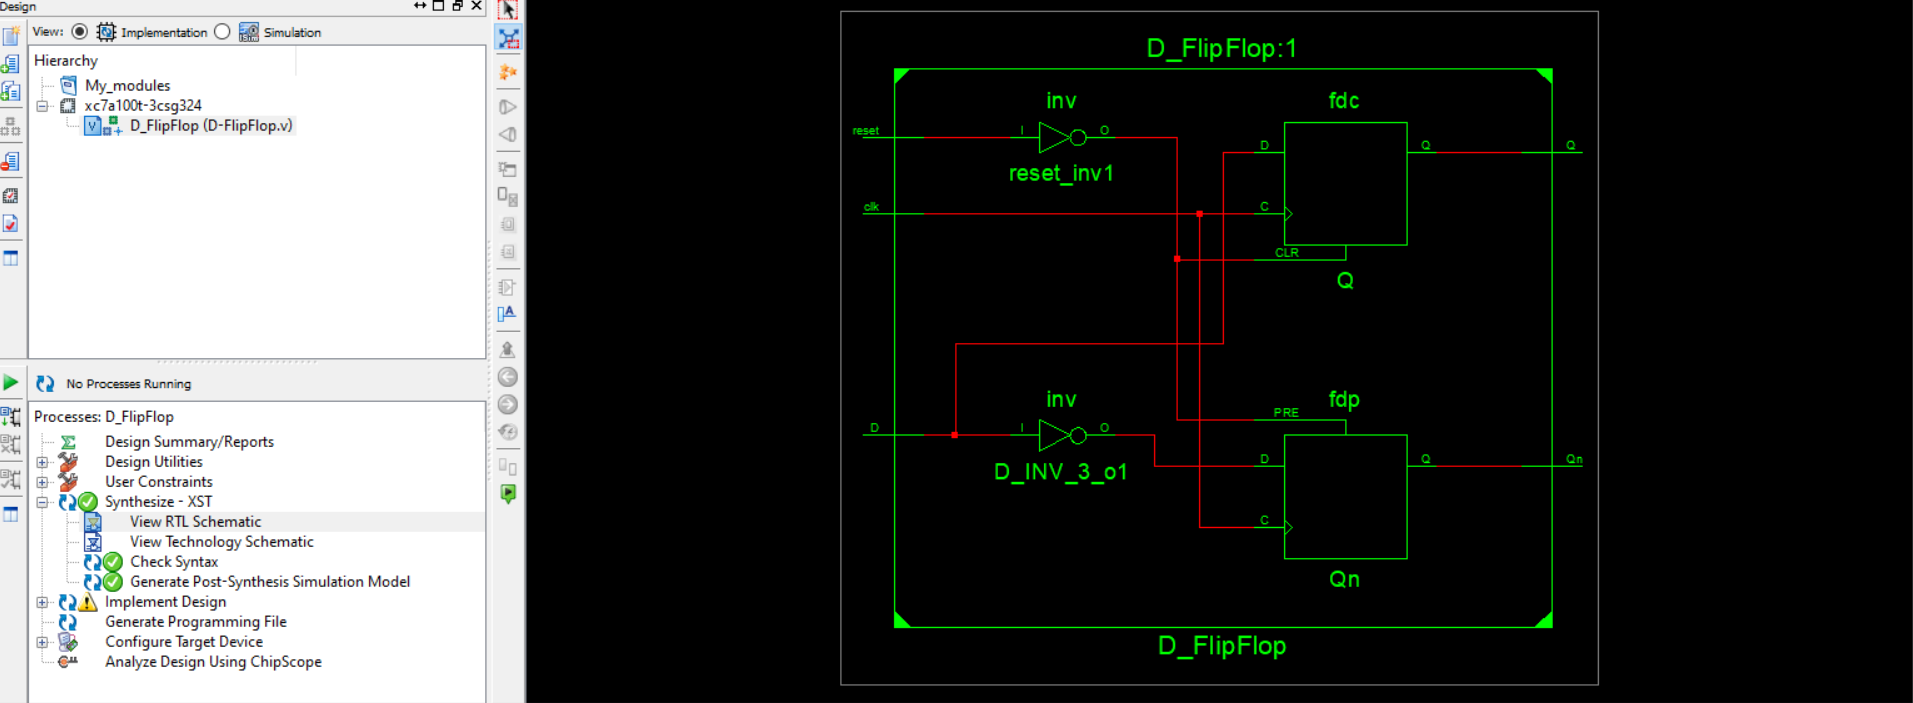 Design
View: Implementation Simulation
Hierarchy
My_modules
xc7a100t-3csg324
D_FlipFlop (D-FlipFlop.v)
No Processes Running
Processes: D_FlipFlop
Design Summary/Reports
Design Utilities
User Constraints
Synthesize - XST
View RTL Schematic
View Technology Schematic
Check Syntax
Generate Post-Synthesis Simulation Model
Implement Design
Generate Programming File
Configure Target Device
Analyze Design Using ChipScope
D_FlipFlop:1
inv
fdc
reset
I
O
D
Q
Q
reset_inv1
clk
C
CLR
Q
inv
fdp
PRE
D
I
O
D_INV_3_o1
D
Q
Qn
C
Qn
D_FlipFlop